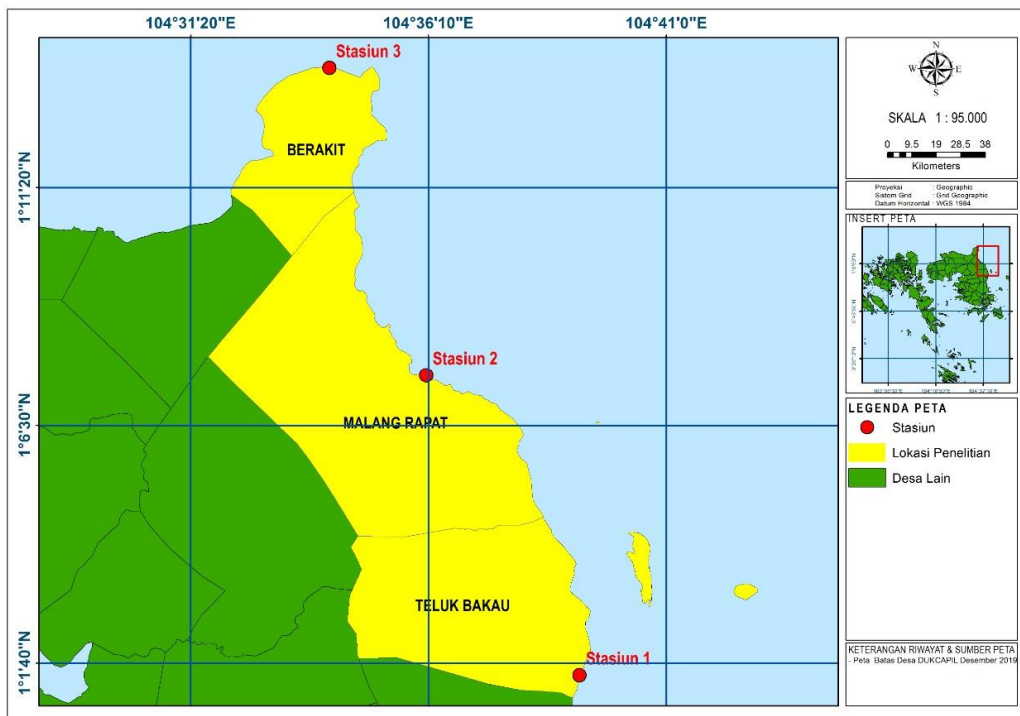 104°31'20"E 104°36'10"E 104°41'0"E
Stasiun 3
BERAKIT
1°11'20"N
Stasiun 2
MALANG RAPAT
1°6'30"N
TELUK BAKAU
Stasiun 1
1°1'40"N
N
W E
S
SKALA 1 : 95.000
0 9.5 19 28.5 38
Kilometers
Proyeksi : Geographic
Sistem Grid : Grid Geographic
Datum Horizontal : WGS 1984
INSERT PETA
LEGENDA PETA
Stasiun
Lokasi Penelitian
Desa Lain
KETERANGAN RIWAYAT & SUMBER PETA
- Peta Batas Desa DUKCAPIL Desember 2019